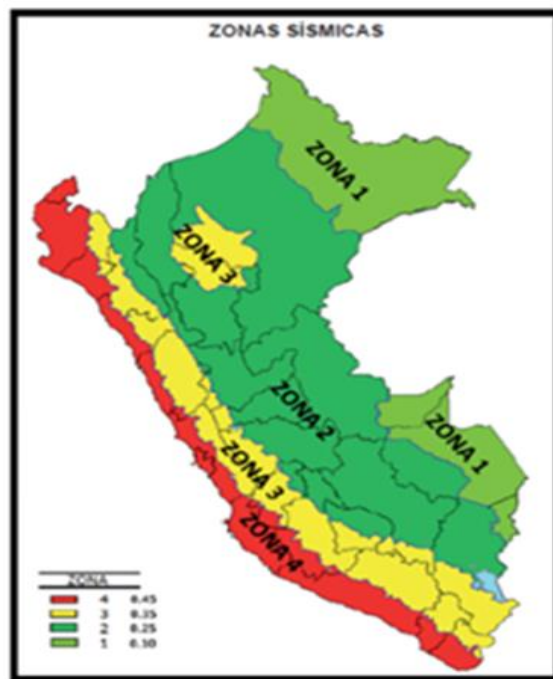 ZONAS SÍSMICAS
ZONA 1
ZONA 3
ZONA 2
ZONA 1
ZONA 3
ZONA 4
ZONA
4 0.45
3 0.35
2 0.25
1 0.10